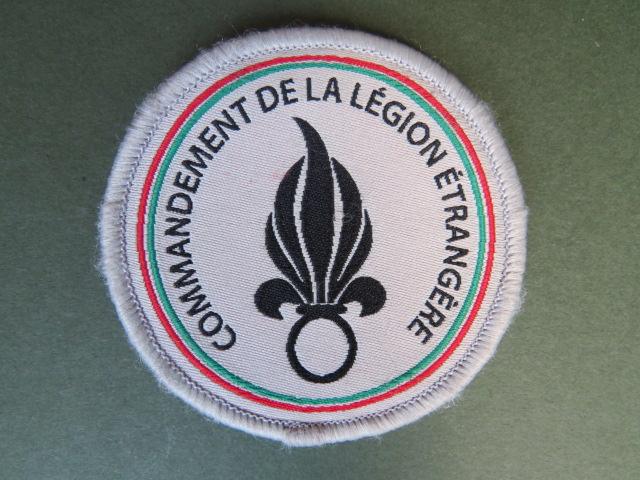 COMMANDEMENT DE LA LÉGION ÉTRANGÈRE